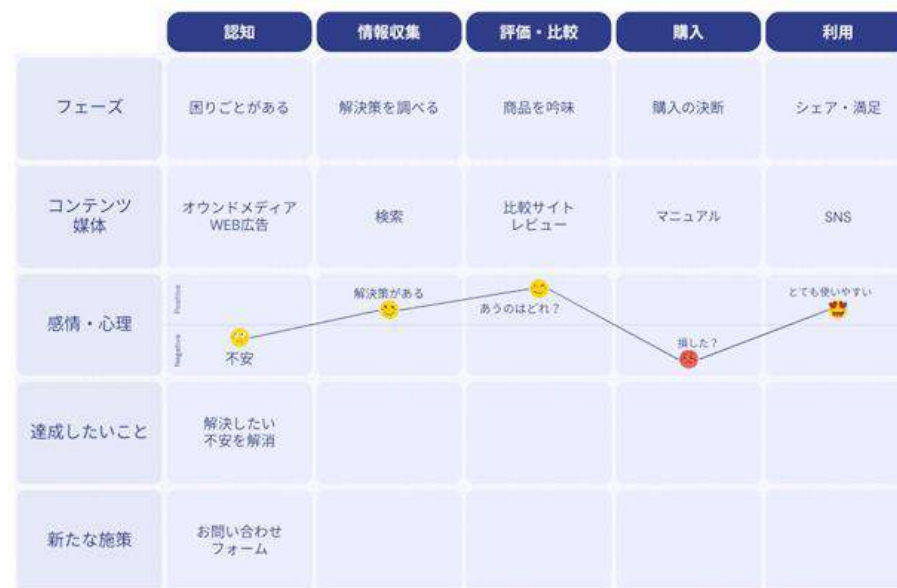 認知
情報収集
評価・比較
購入
利用
フェーズ
困りごとがある
解決策を調べる
商品を吟味
購入の決断
シェア・満足
コンテンツ
媒体
オウンドメディア
WEB広告
検索
比較サイト
レビュー
マニュアル
SNS
感情・心理
Positive
Negative
不安
解決策がある
あうのはどれ？
損した？
とても使いやすい
達成したいこと
解決したい
不安を解消
新たな施策
お問い合わせ
フォーム